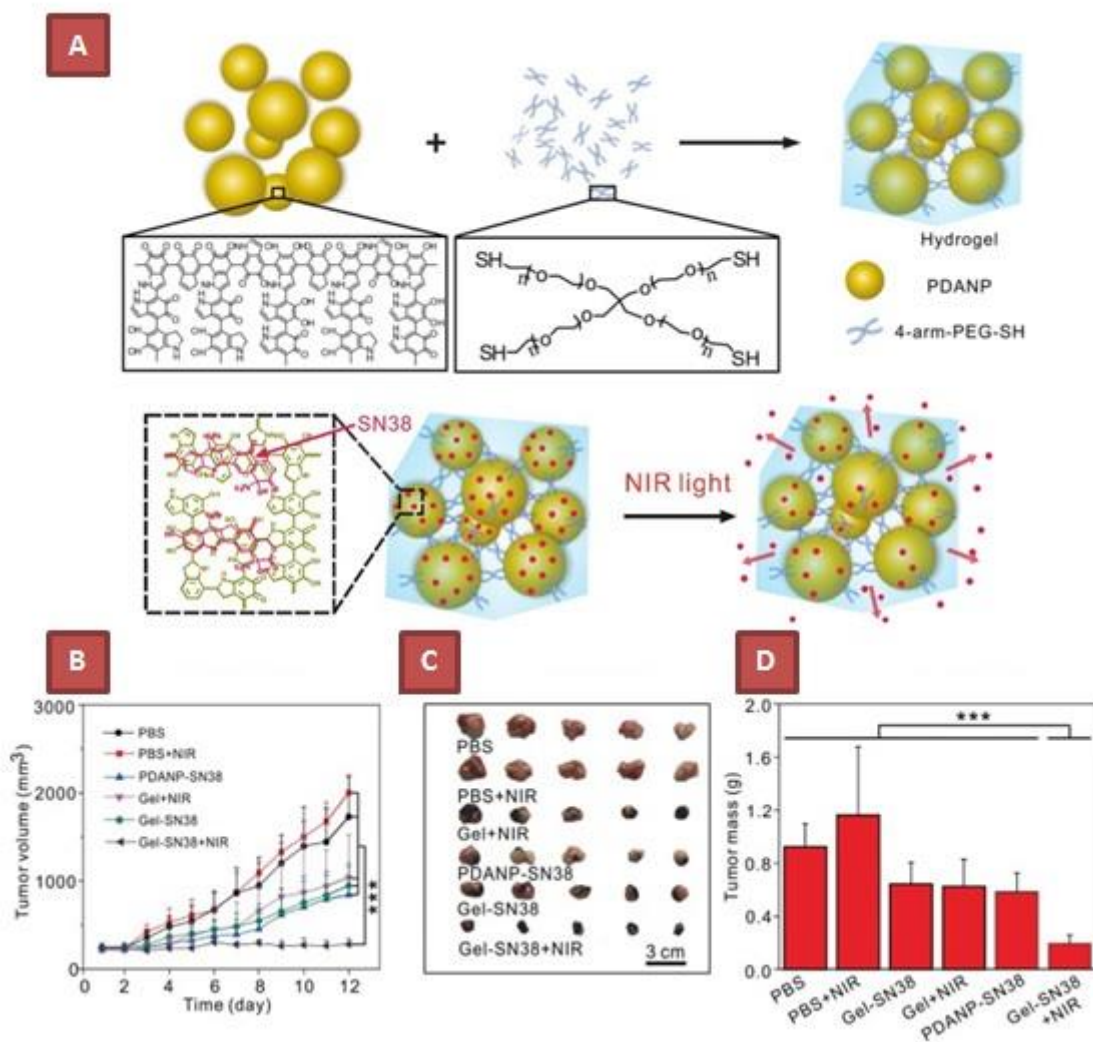 A
+
Hydrogel
PDANP
4-arm-PEG-SH
SH
SH
SH
SH
n
n
n
n
o
o
o
o
SN38
NIR light
B
3000
2000
1000
0
Tumor volume (mm³)
PBS
PBS+NIR
PDANP-SN38
Gel+NIR
Gel-SN38
Gel-SN38+NIR
***
2 4 6 8 10 12
Time (day)
C
PBS
PBS+NIR
Gel+NIR
PDANP-SN38
Gel-SN38
Gel-SN38+NIR
3 cm
D
2.0
1.6
1.2
0.8
0.4
0.0
Tumor mass (g)
***
PBS
PBS+NIR
Gel-SN38
Gel+NIR
PDANP-SN38
Gel-SN38
+NIR